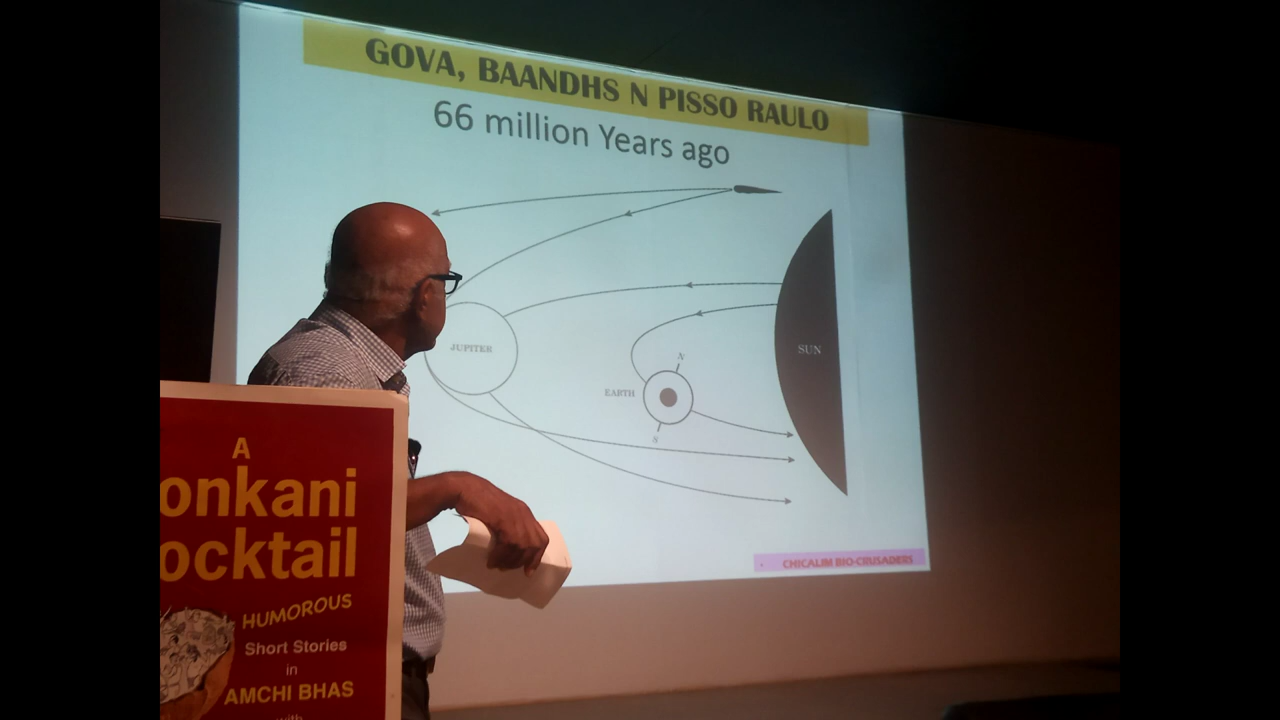 GOVA, BAANDHS N PISSO RAULO
66 million Years ago
JUPITER
SUN
N
EARTH
S
CHICALIM BIO-CRUSADERS
A
onkani
ocktail
HUMOROUS
Short Stories
in
AMCHI BHAS
with